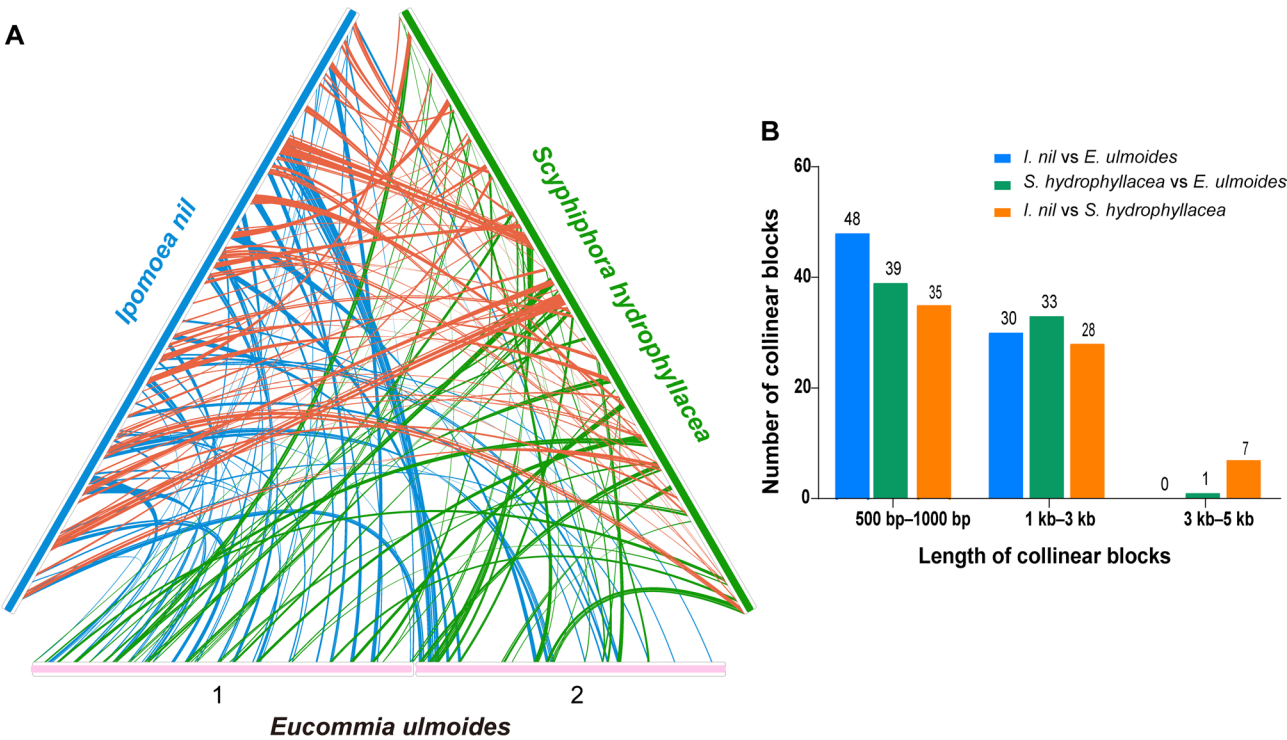 A
Ipomoea nil
Scyphiphora hydrophyllacea
1
2
Eucommia ulmoides
B
I. nil vs E. ulmoides
S. hydrophyllacea vs E. ulmoides
I. nil vs S. hydrophyllacea
Number of collinear blocks
60
40
20
0
48
39
35
30
33
28
0
1
7
500 bp–1000 bp
1 kb–3 kb
3 kb–5 kb
Length of collinear blocks